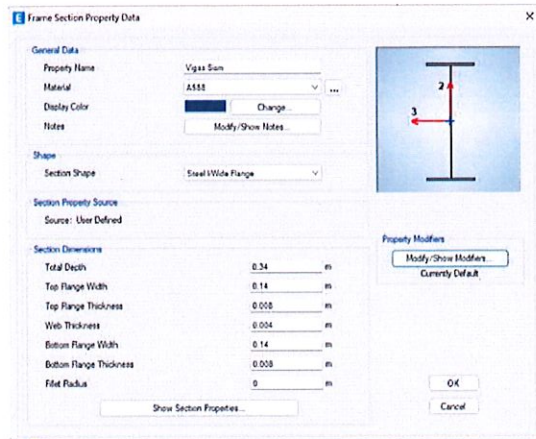 E Frame Section Property Data
General Data
Property Name Vigas 5cm
Material A588
Display Color Change...
Notes Modify/Show Notes...
2
3
Shape
Section Shape Steel I/Wide Flange
Section Property Source
Source: User Defined
Property Modifiers
Modify/Show Modifiers...
Currently Default
Section Dimensions
Total Depth 0.34 m
Top Flange Width 0.14 m
Top Flange Thickness 0.008 m
Web Thickness 0.004 m
Bottom Flange Width 0.14 m
Bottom Flange Thickness 0.008 m
Fillet Radius 0 m
Show Section Properties...
OK
Cancel